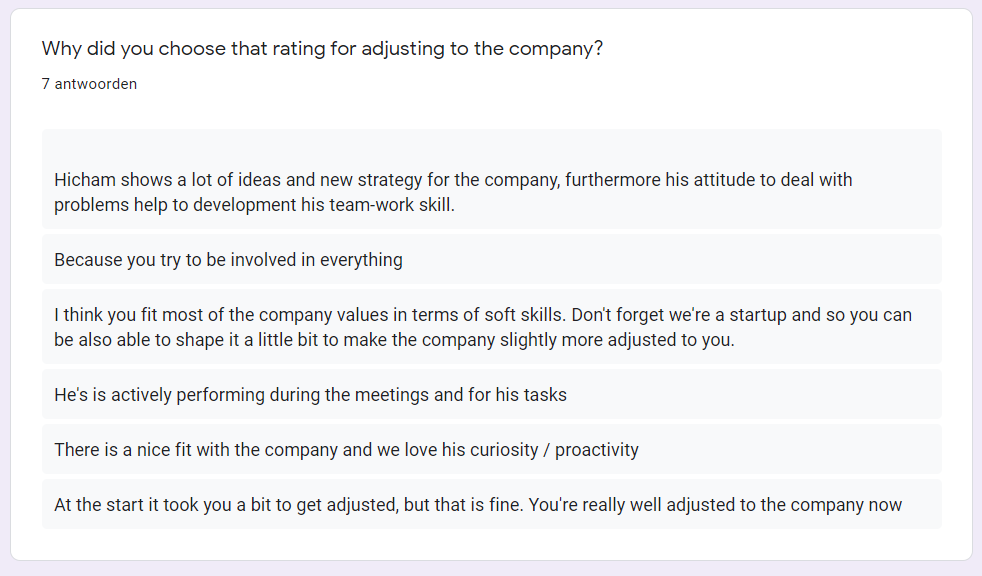 Why did you choose that rating for adjusting to the company?
7 antwoorden
Hicham shows a lot of ideas and new strategy for the company, furthermore his attitude to deal with
problems help to development his team-work skill.
Because you try to be involved in everything
I think you fit most of the company values in terms of soft skills. Don't forget we're a startup and so you can
be also able to shape it a little bit to make the company slightly more adjusted to you.
He's is actively performing during the meetings and for his tasks
There is a nice fit with the company and we love his curiosity / proactivity
At the start it took you a bit to get adjusted, but that is fine. You're really well adjusted to the company now